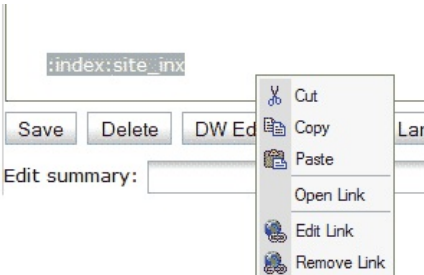 :index:site_inx
Cut
Save Delete DW Ed Copy Lar
Paste
Edit summary:
Open Link
Edit Link
Remove Link